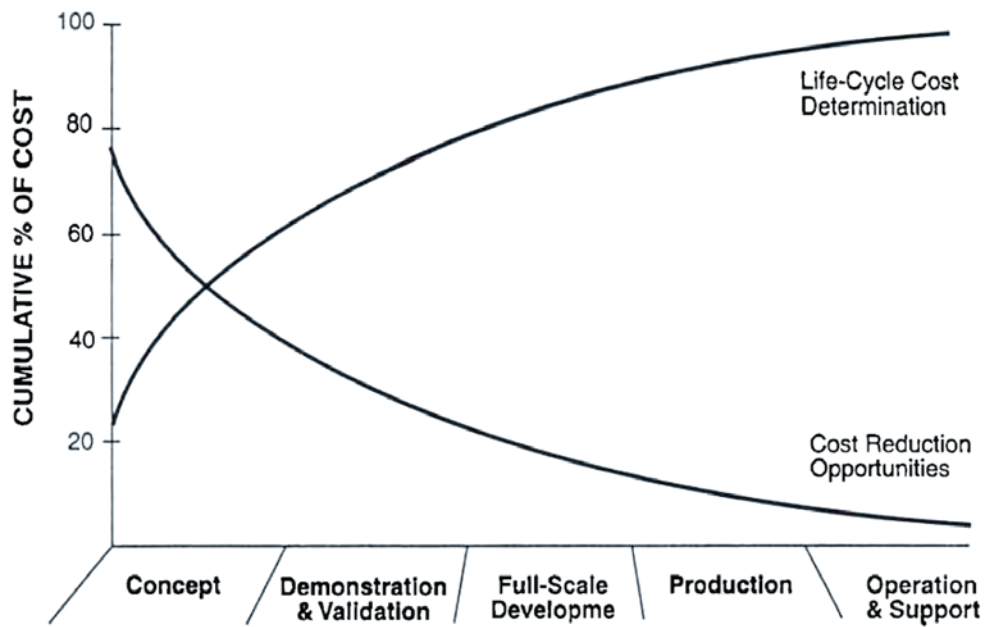 CUMULATIVE % OF COST
100
80
60
40
20
Life-Cycle Cost
Determination
Cost Reduction
Opportunities
Concept
Demonstration
& Validation
Full-Scale
Developme
Production
Operation
& Support